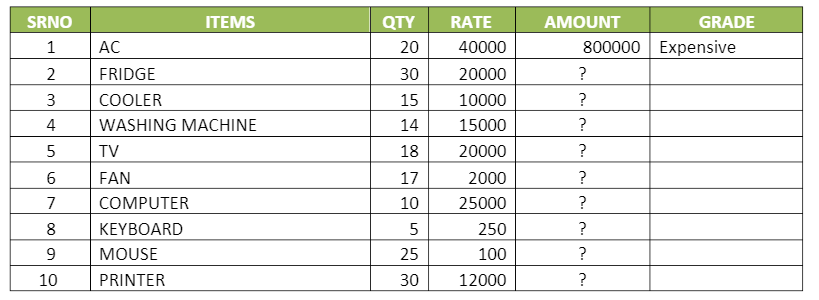 SRNO ITEMS QTY RATE AMOUNT GRADE
1 AC 20 40000 800000 Expensive
2 FRIDGE 30 20000 ?
3 COOLER 15 10000 ?
4 WASHING MACHINE 14 15000 ?
5 TV 18 20000 ?
6 FAN 17 2000 ?
7 COMPUTER 10 25000 ?
8 KEYBOARD 5 250 ?
9 MOUSE 25 100 ?
10 PRINTER 30 12000 ?